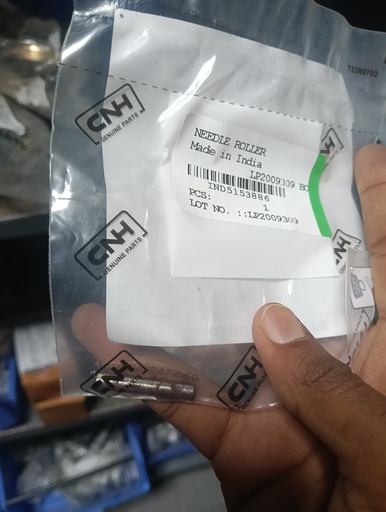 CNH
GENUINE PARTS
NEEDLE ROLLER
Made in India
LP2009309 BO
IND5153886
PCS: 1
LOT NO. ::LP2009309
CNH
GENUINE PARTS
CNH
CNH